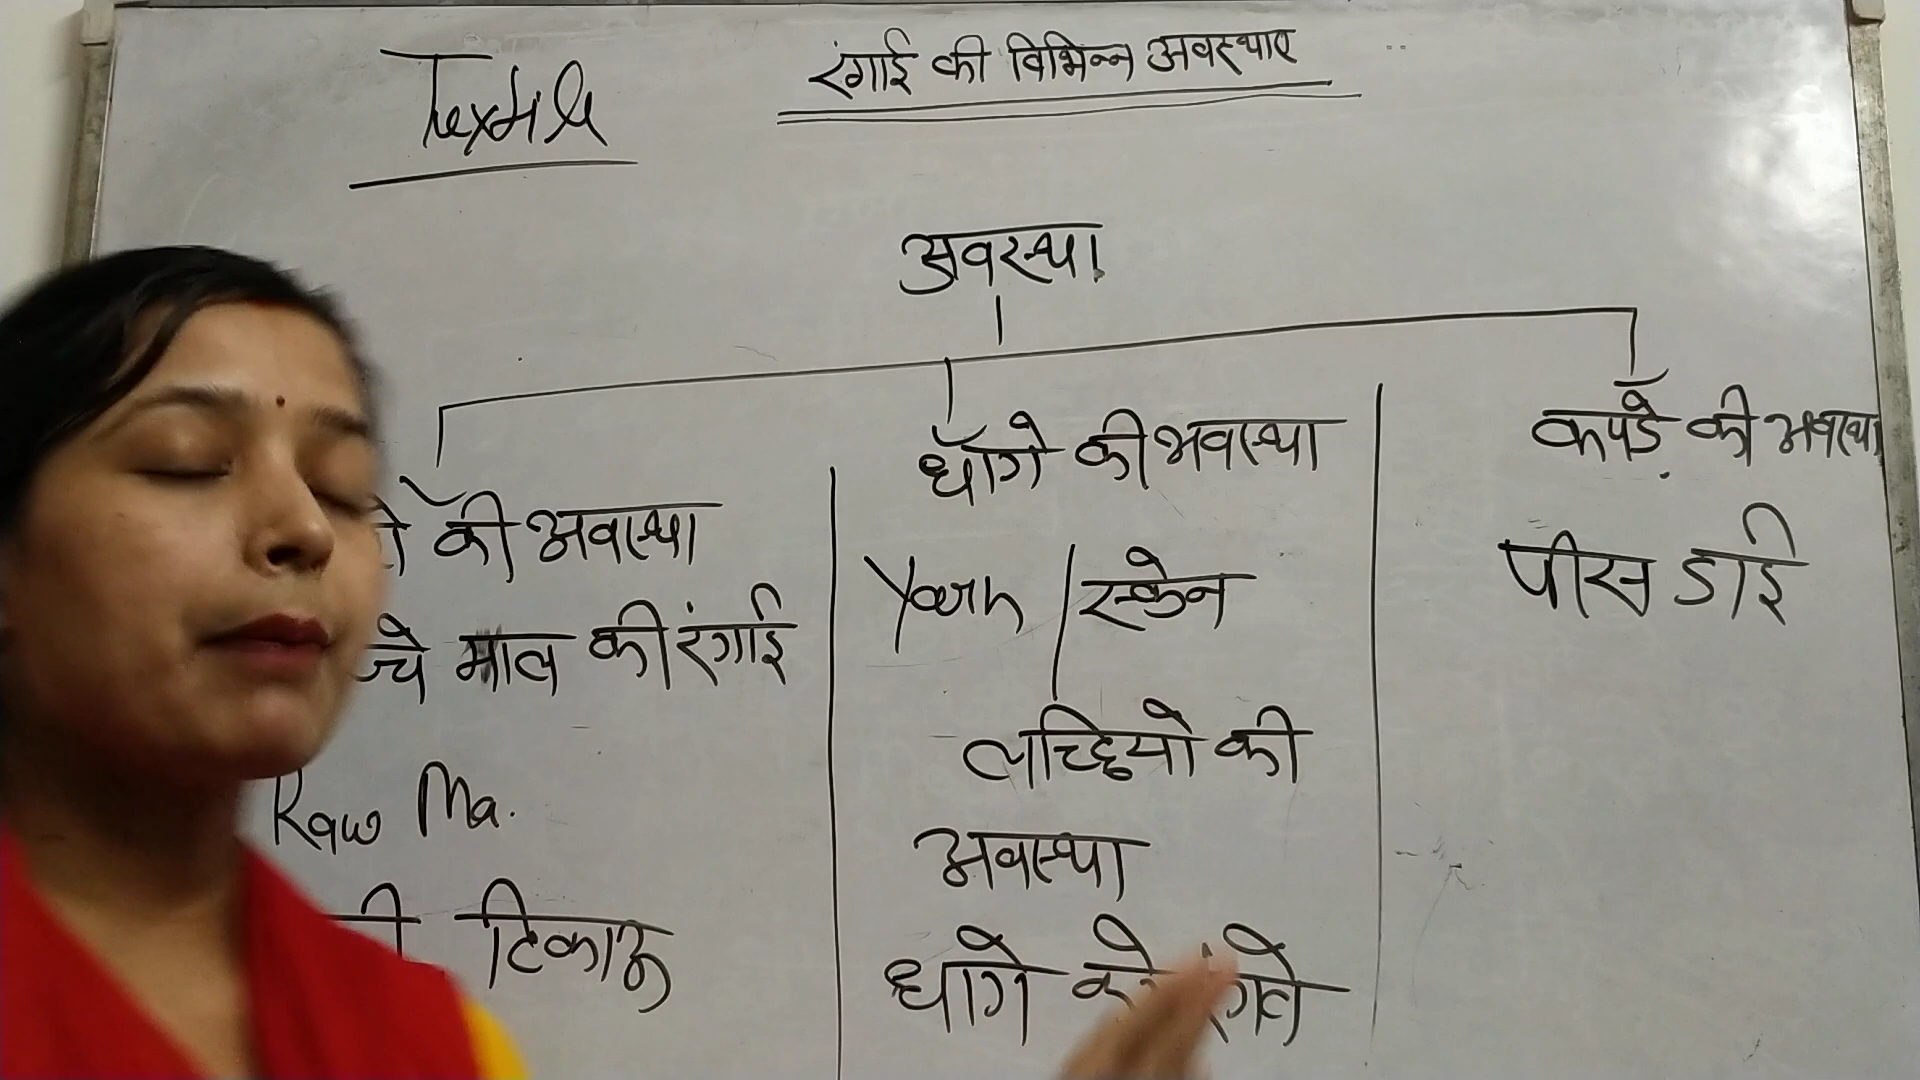 Textile
रंगाई की विभिन्न अवस्थाए
अवस्था
की अवस्था
माल की रंगाई
Raw Ma.
टिकाऊ
धागे की अवस्था
Yarn / स्केन
लच्छियो की
अवस्था
धागे
कपड़े की अवस्था
पीस डाई